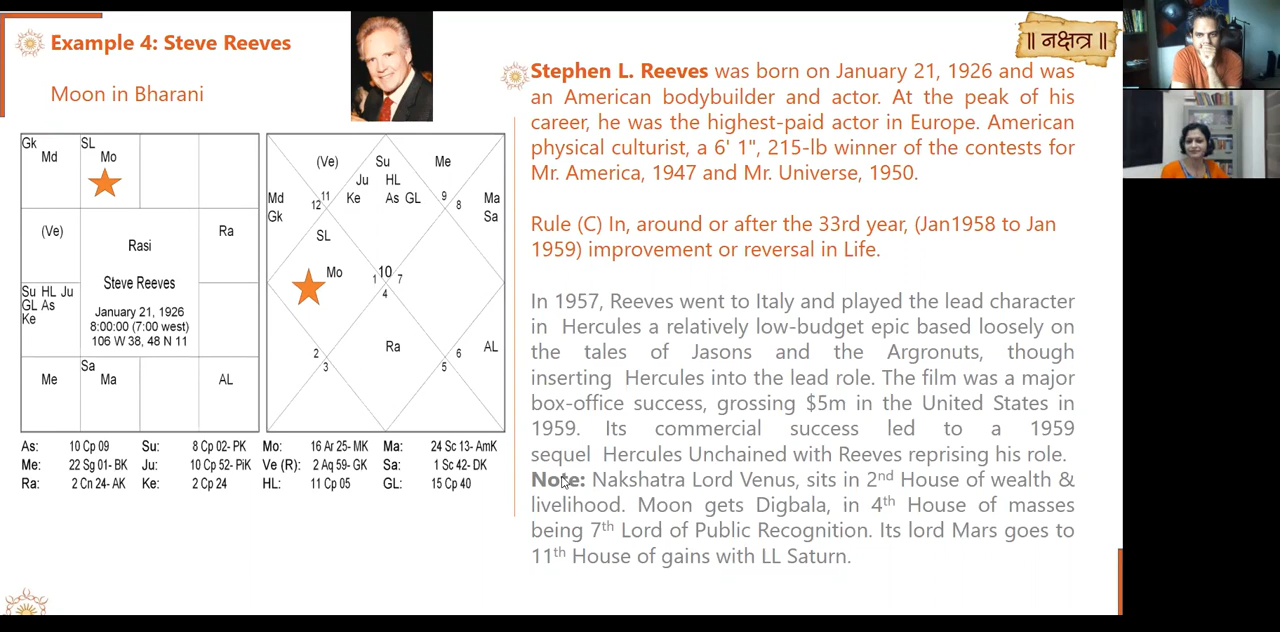 Example 4: Steve Reeves
Moon in Bharani
Gk
Md
SL
Mo
(Ve)
Rasi
Ra
Steve Reeves
Su HL Ju
GL As
Ke
January 21, 1926
8:00:00 (7:00 west)
106 W 38, 48 N 11
Me
Sa
Ma
AL
(Ve)
Su
Me
Ju
HL
Md
11
Ke
As GL
9
Ma
Gk
12
8
Sa
SL
Mo
10
1
7
4
Ra
AL
2
6
3
5
As: 10 Cp 09 Su: 8 Cp 02- PK Mo: 16 Ar 25- MK Ma: 24 Sc 13- AmK
Me: 22 Sg 01- BK Ju: 10 Cp 52- PiK Ve (R): 2 Aq 59- GK Sa: 1 Sc 42- DK
Ra: 2 Cn 24- AK Ke: 2 Cp 24 HL: 11 Cp 05 GL: 15 Cp 40
॥ नक्षत्र ॥
Stephen L. Reeves was born on January 21, 1926 and was
an American bodybuilder and actor. At the peak of his
career, he was the highest-paid actor in Europe. American
physical culturist, a 6' 1", 215-lb winner of the contests for
Mr. America, 1947 and Mr. Universe, 1950.
Rule (C) In, around or after the 33rd year, (Jan1958 to Jan
1959) improvement or reversal in Life.
In 1957, Reeves went to Italy and played the lead character
in Hercules a relatively low-budget epic based loosely on
the tales of Jasons and the Argronuts, though
inserting Hercules into the lead role. The film was a major
box-office success, grossing $5m in the United States in
1959. Its commercial success led to a 1959
sequel Hercules Unchained with Reeves reprising his role.
Note: Nakshatra Lord Venus, sits in 2nd House of wealth &
livelihood. Moon gets Digbala, in 4th House of masses
being 7th Lord of Public Recognition. Its lord Mars goes to
11th House of gains with LL Saturn.